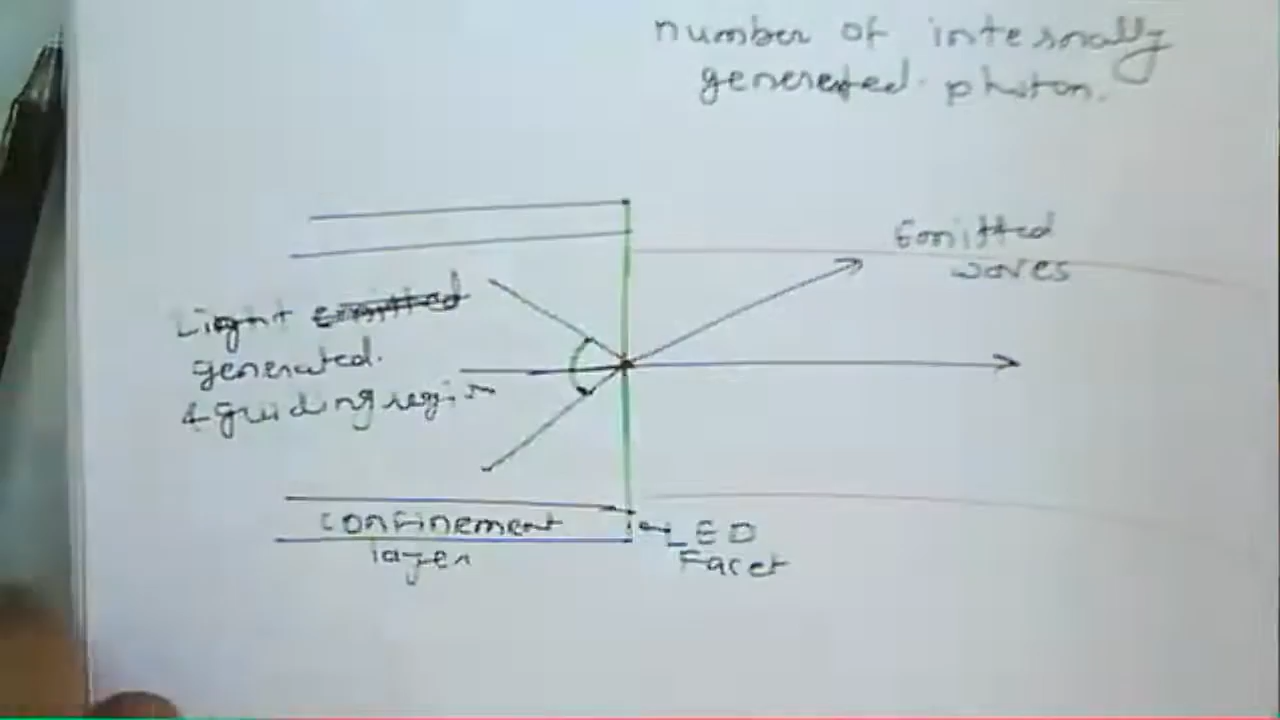 number of internally
generated photon.
Emitted
waves
Light emitted
generated.
& guiding region
confinement
layer
LED
Facet